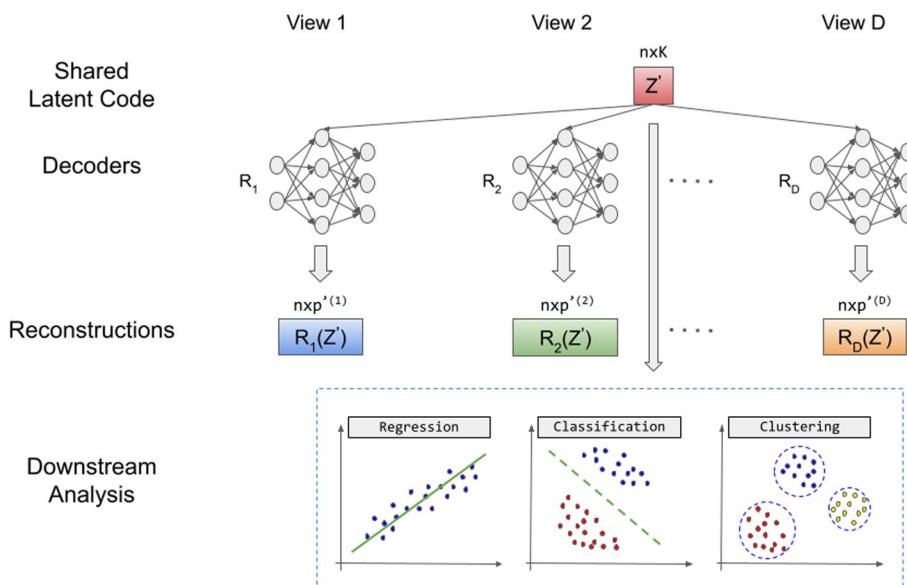 View 1
View 2
View D
Shared
Latent Code
nxK
Z’
Decoders
R1
R2
....
RD
nxp’(1)
nxp’(2)
nxp’(D)
Reconstructions
R1(Z’)
R2(Z’)
....
RD(Z’)
Downstream
Analysis
Regression
Classification
Clustering